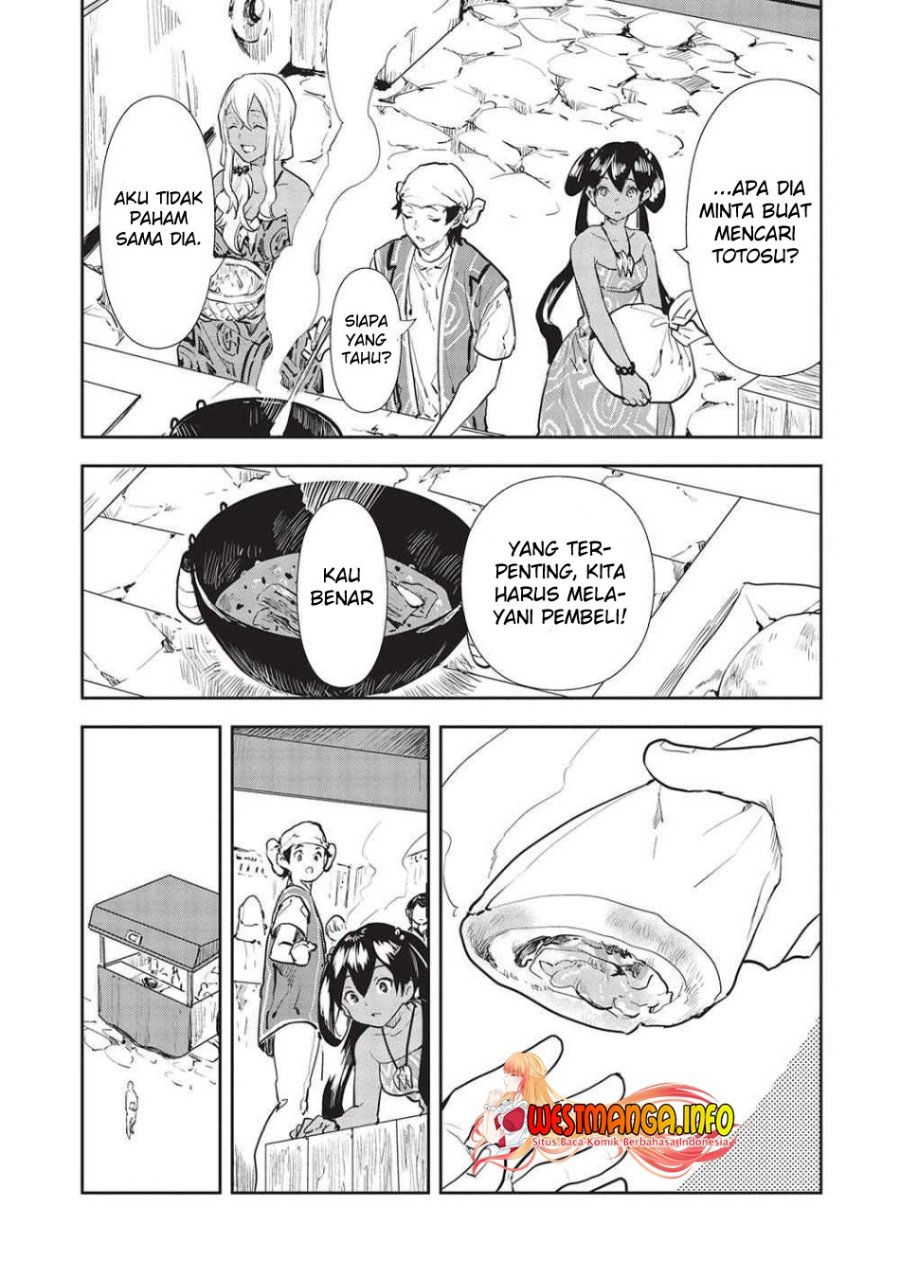 ...APA DIA
MINTA BUAT
MENCARI
TOTOSU?
SIAPA
YANG
TAHU?
AKU TIDAK
PAHAM
SAMA DIA.
YANG TER-
PENTING, KITA
HARUS MELA-
YANI PEMBELI!
KAU
BENAR
WESTMANGA.INFO
Situs Baca Komik Berbahasa Indonesia